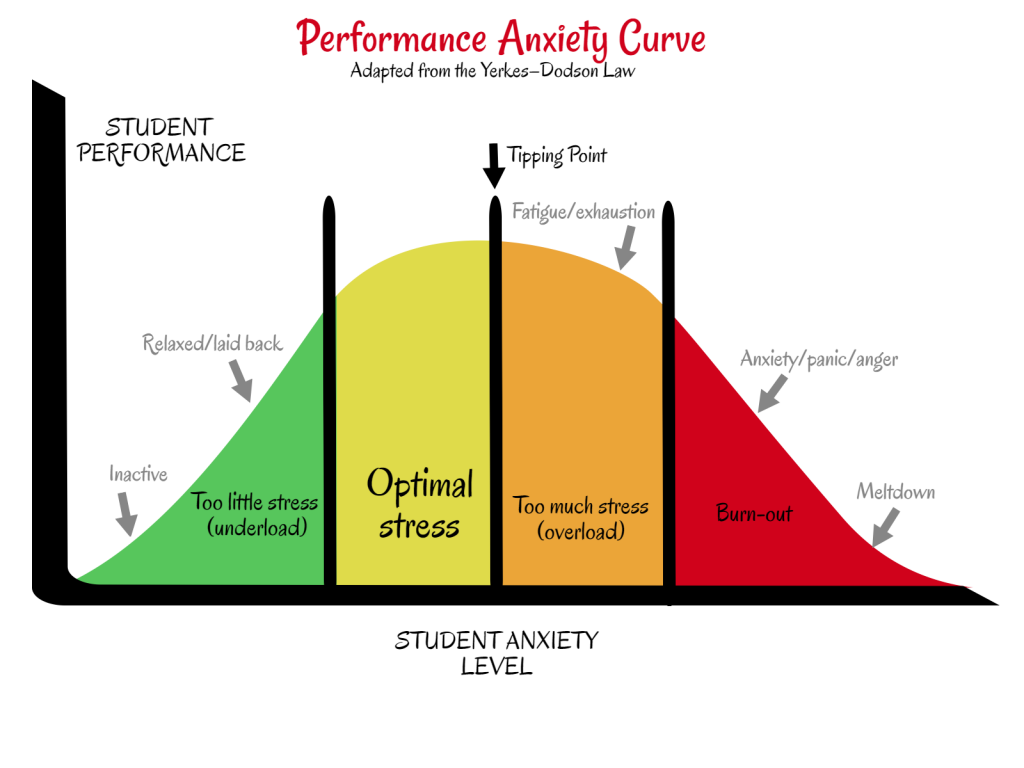 Performance Anxiety Curve
Adapted from the Yerkes–Dodson Law
STUDENT
PERFORMANCE
Tipping Point
Fatigue/exhaustion
Relaxed/laid back
Anxiety/panic/anger
Inactive
Meltdown
Too little stress
(underload)
Optimal
stress
Too much stress
(overload)
Burn-out
STUDENT ANXIETY
LEVEL